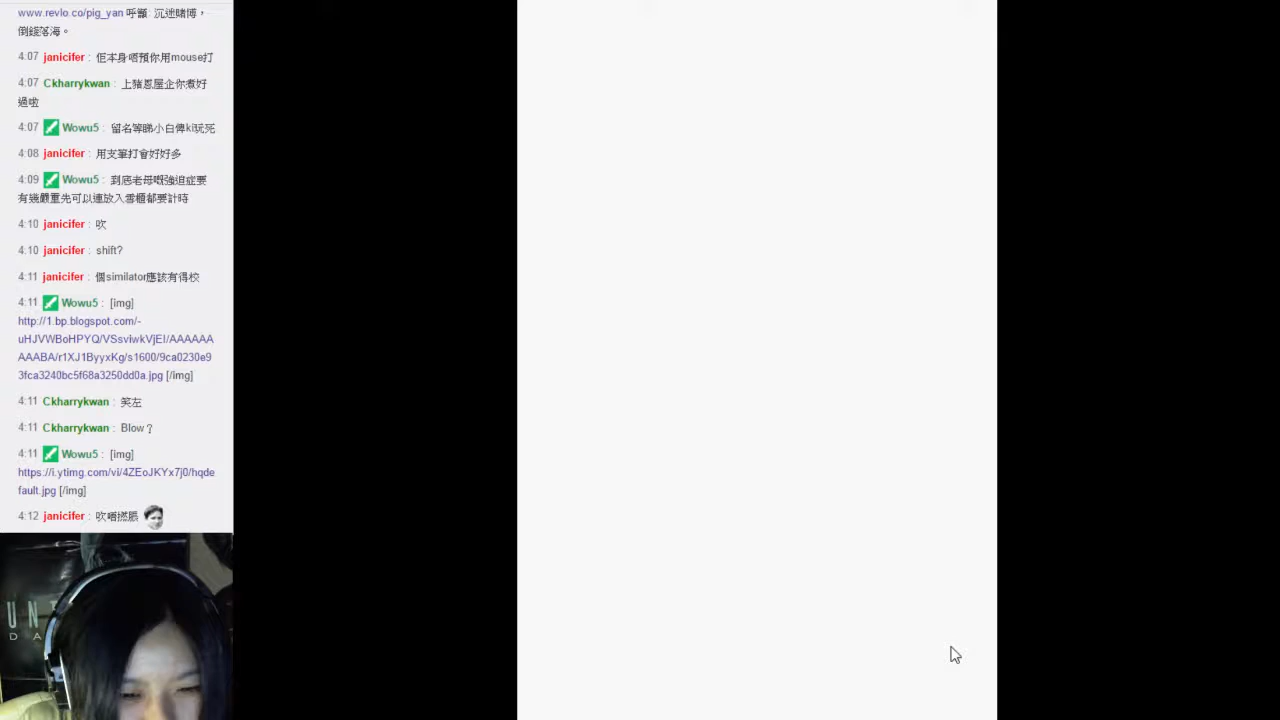 www.revlo.co/pig_yan 呼籲: 沉迷賭博，
倒錢落海。
4:07 janicifer : 佢本身唔預你用mouse打
4:07 Ckharrykwan : 上豬恩屋企你煮好
過啦
4:07 Wowu5 : 留名等睇小白俾ki玩死
4:08 janicifer : 用支筆打會好好多
4:09 Wowu5 : 到底老母嘅強迫症要
有幾嚴重先可以連放入雪櫃都要計時
4:10 janicifer : 吹
4:10 janicifer : shift?
4:11 janicifer : 個similator應該有得校
4:11 Wowu5 : [img]
http://1.bp.blogspot.com/-
uHJVWBoHPYQ/VSsvIwkVjEI/AAAAAA
AAABA/r1XJ1ByyxKg/s1600/9ca0230e9
3fca3240bc5f68a3250dd0a.jpg [/img]
4:11 Ckharrykwan : 笑左
4:11 Ckharrykwan : Blow？
4:11 Wowu5 : [img]
https://i.ytimg.com/vi/4ZEoJKYx7j0/hqde
fault.jpg [/img]
4:12 janicifer : 吹唔撚脹
UNT
DA